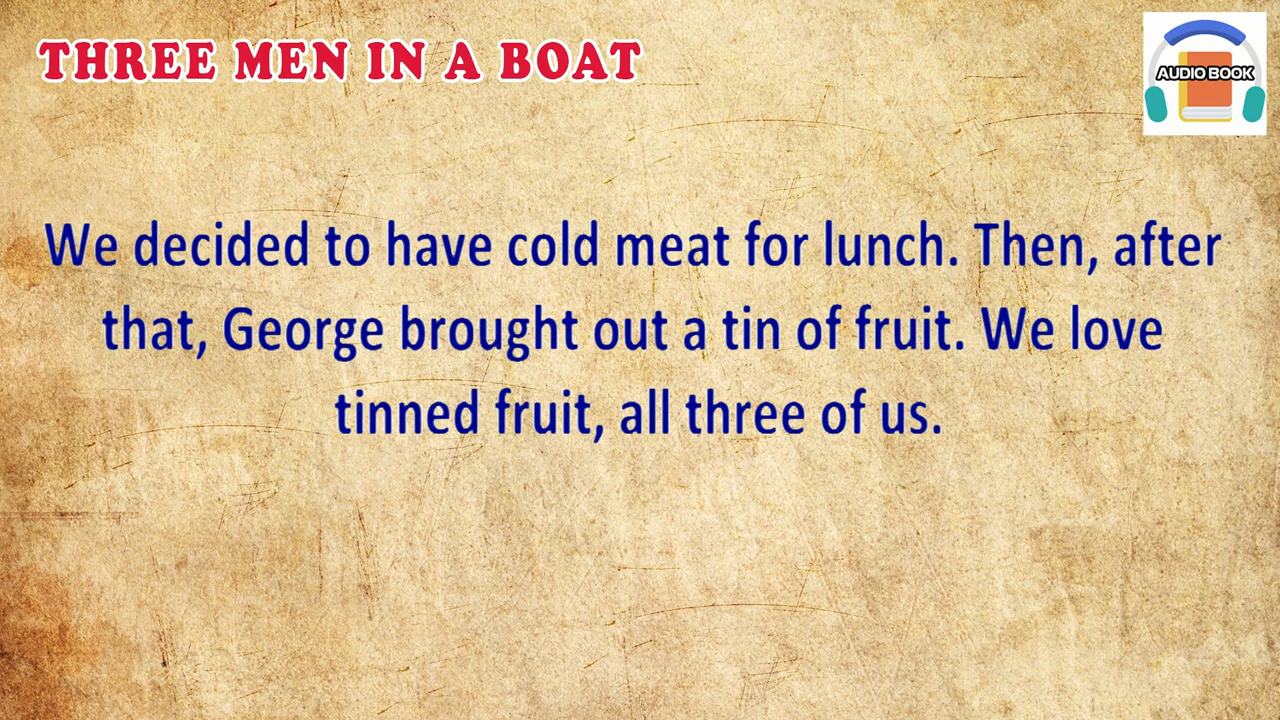 THREE MEN IN A BOAT
AUDIO BOOK
We decided to have cold meat for lunch. Then, after
that, George brought out a tin of fruit. We love
tinned fruit, all three of us.